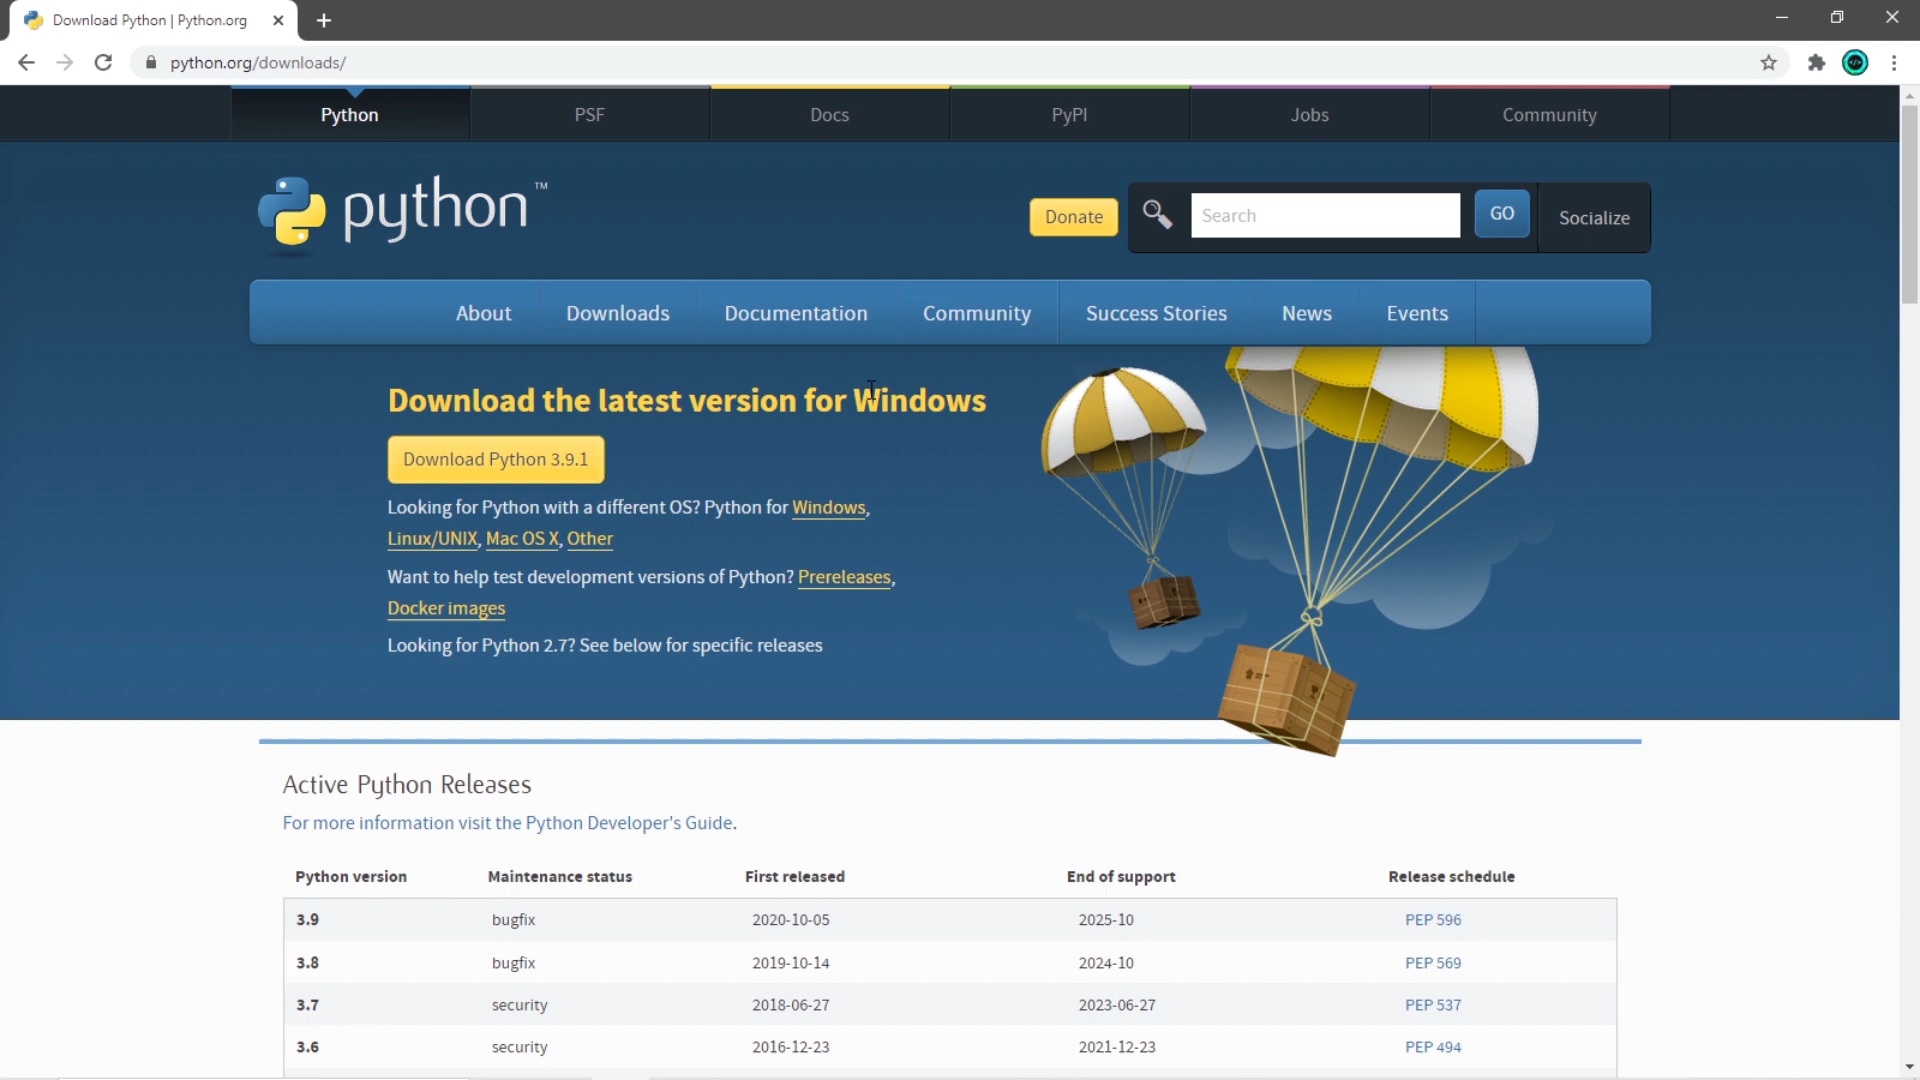 Download Python | Python.org
python.org/downloads/
Python PSF Docs PyPI Jobs Community
python™
Donate Search GO Socialize
About Downloads Documentation Community Success Stories News Events
Download the latest version for Windows
Download Python 3.9.1
Looking for Python with a different OS? Python for Windows,
Linux/UNIX, Mac OS X, Other
Want to help test development versions of Python? Prereleases,
Docker images
Looking for Python 2.7? See below for specific releases
Active Python Releases
For more information visit the Python Developer's Guide.
Python version Maintenance status First released End of support Release schedule
3.9 bugfix 2020-10-05 2025-10 PEP 596
3.8 bugfix 2019-10-14 2024-10 PEP 569
3.7 security 2018-06-27 2023-06-27 PEP 537
3.6 security 2016-12-23 2021-12-23 PEP 494